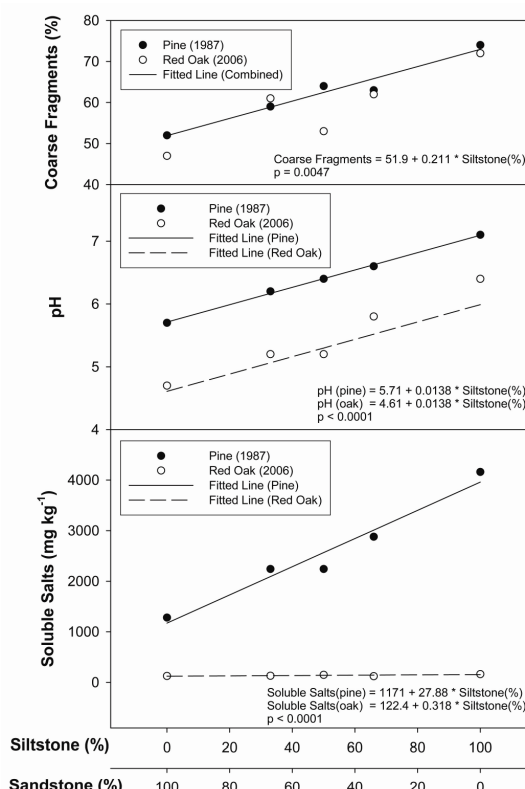 80
70
60
50
40
Coarse Fragments (%)
Pine (1987)
Red Oak (2006)
Fitted Line (Combined)
Coarse Fragments = 51.9 + 0.211 * Siltstone(%)
p = 0.0047
7
6
5
4
pH
Pine (1987)
Red Oak (2006)
Fitted Line (Pine)
Fitted Line (Red Oak)
pH (pine) = 5.71 + 0.0138 * Siltstone(%)
pH (oak) = 4.61 + 0.0138 * Siltstone(%)
p < 0.0001
4000
3000
2000
1000
0
Soluble Salts (mg kg⁻¹)
Pine (1987)
Red Oak (2006)
Fitted Line (Pine)
Fitted Line (Red Oak)
Soluble Salts(pine) = 1171 + 27.88 * Siltstone(%)
Soluble Salts(oak) = 122.4 + 0.318 * Siltstone(%)
p < 0.0001
Siltstone (%) 0 20 40 60 80 100
Sandstone (%) 100 80 60 40 20 0